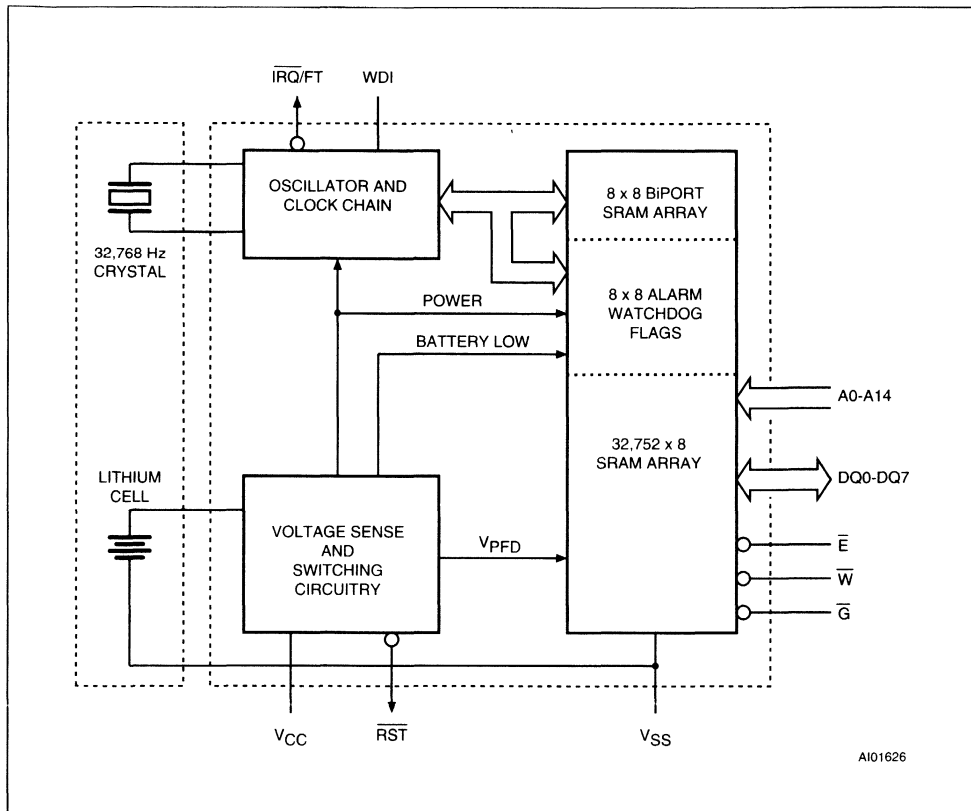 IRQ/FT
WDI
OSCILLATOR AND
CLOCK CHAIN
8 x 8 BiPORT
SRAM ARRAY
32,768 Hz
CRYSTAL
8 x 8 ALARM
WATCHDOG
FLAGS
POWER
BATTERY LOW
A0-A14
32,752 x 8
SRAM ARRAY
LITHIUM
CELL
DQ0-DQ7
VOLTAGE SENSE
AND
SWITCHING
CIRCUITRY
VPFD
E
W
G
VCC
RST
VSS
AI01626